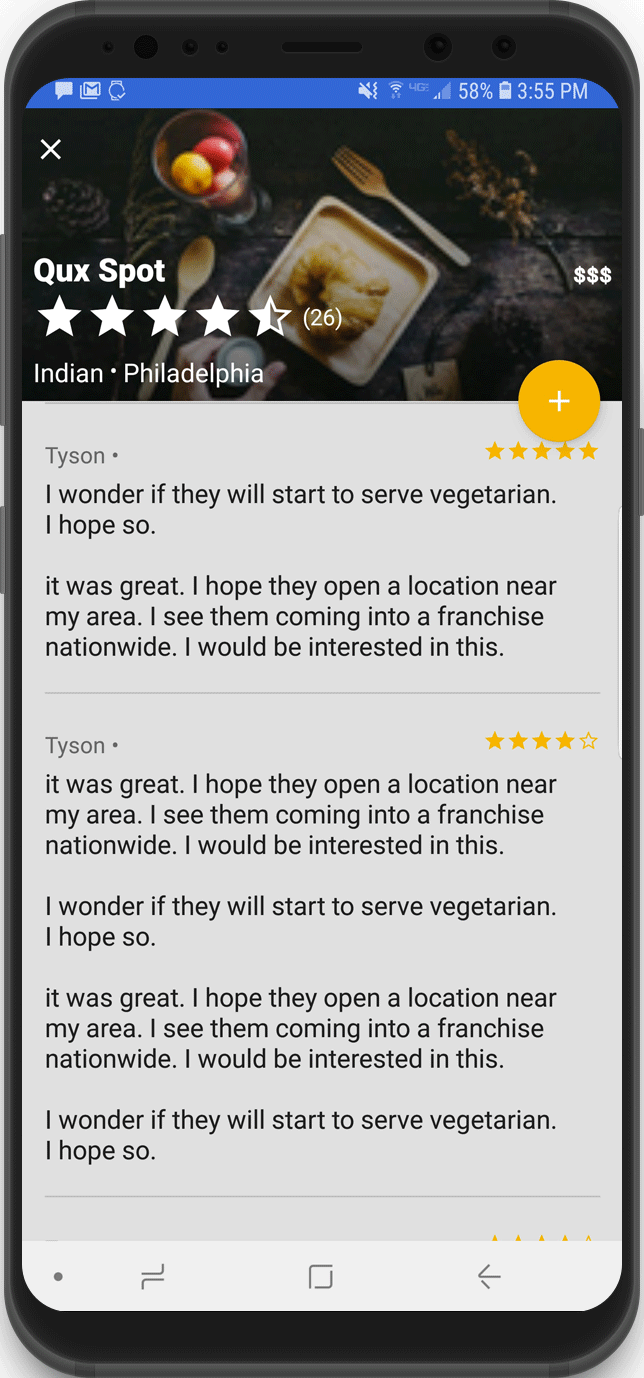 4GE 58% 3:55 PM
Qux Spot
$$$
(26)
Indian • Philadelphia
+
Tyson •
I wonder if they will start to serve vegetarian.
I hope so.
it was great. I hope they open a location near
my area. I see them coming into a franchise
nationwide. I would be interested in this.
Tyson •
it was great. I hope they open a location near
my area. I see them coming into a franchise
nationwide. I would be interested in this.
I wonder if they will start to serve vegetarian.
I hope so.
it was great. I hope they open a location near
my area. I see them coming into a franchise
nationwide. I would be interested in this.
I wonder if they will start to serve vegetarian.
I hope so.